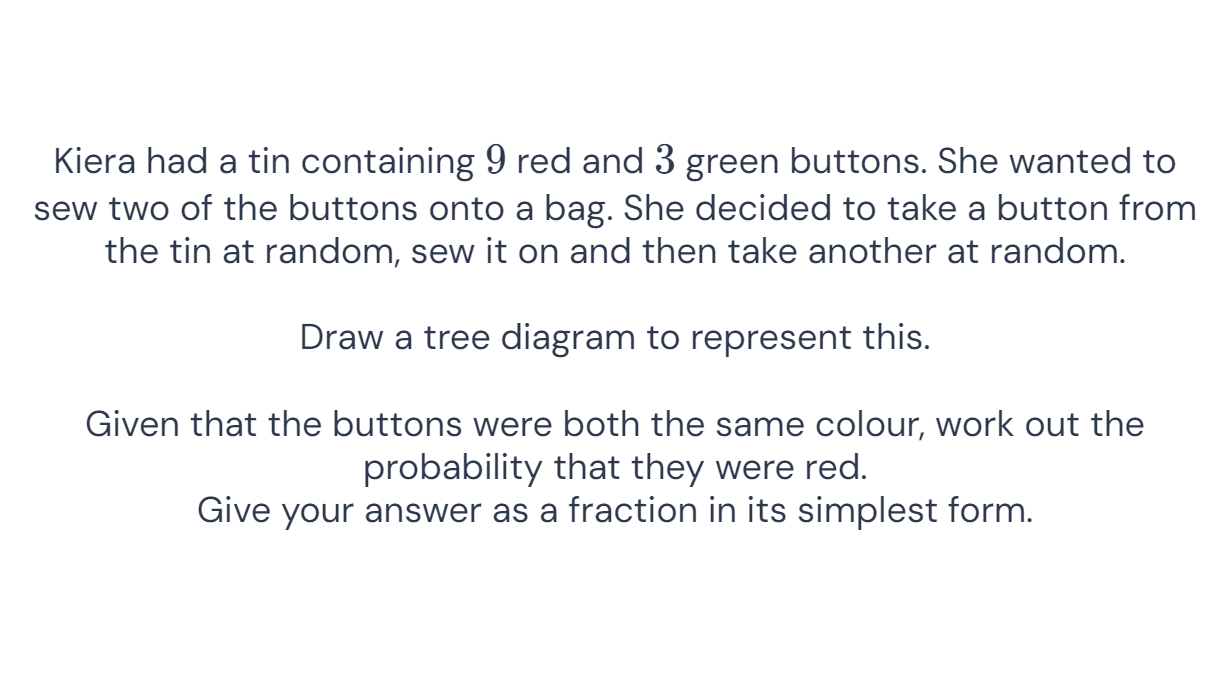 Kiera had a tin containing 9 red and 3 green buttons. She wanted to
sew two of the buttons onto a bag. She decided to take a button from
the tin at random, sew it on and then take another at random.
Draw a tree diagram to represent this.
Given that the buttons were both the same colour, work out the
probability that they were red.
Give your answer as a fraction in its simplest form.